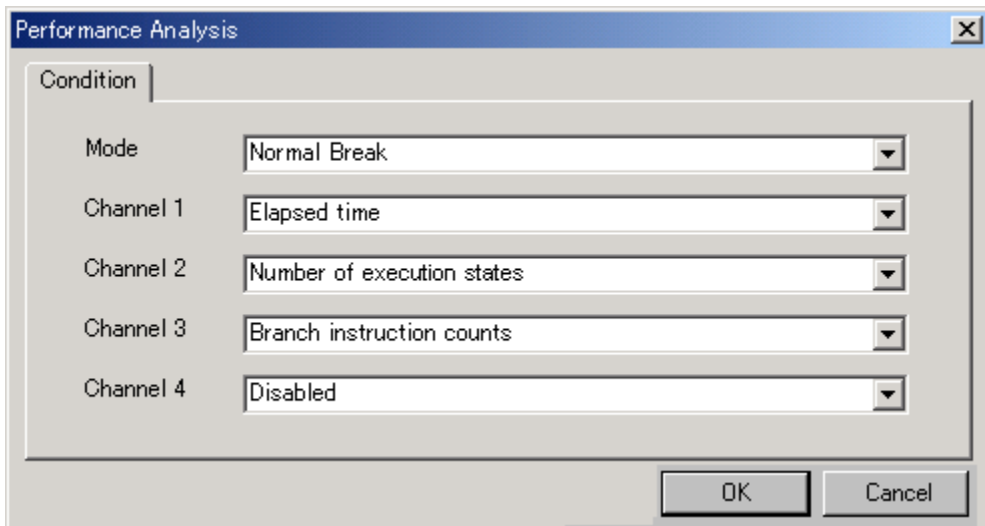 Performance Analysis
Condition
Mode Normal Break
Channel 1 Elapsed time
Channel 2 Number of execution states
Channel 3 Branch instruction counts
Channel 4 Disabled
OK Cancel